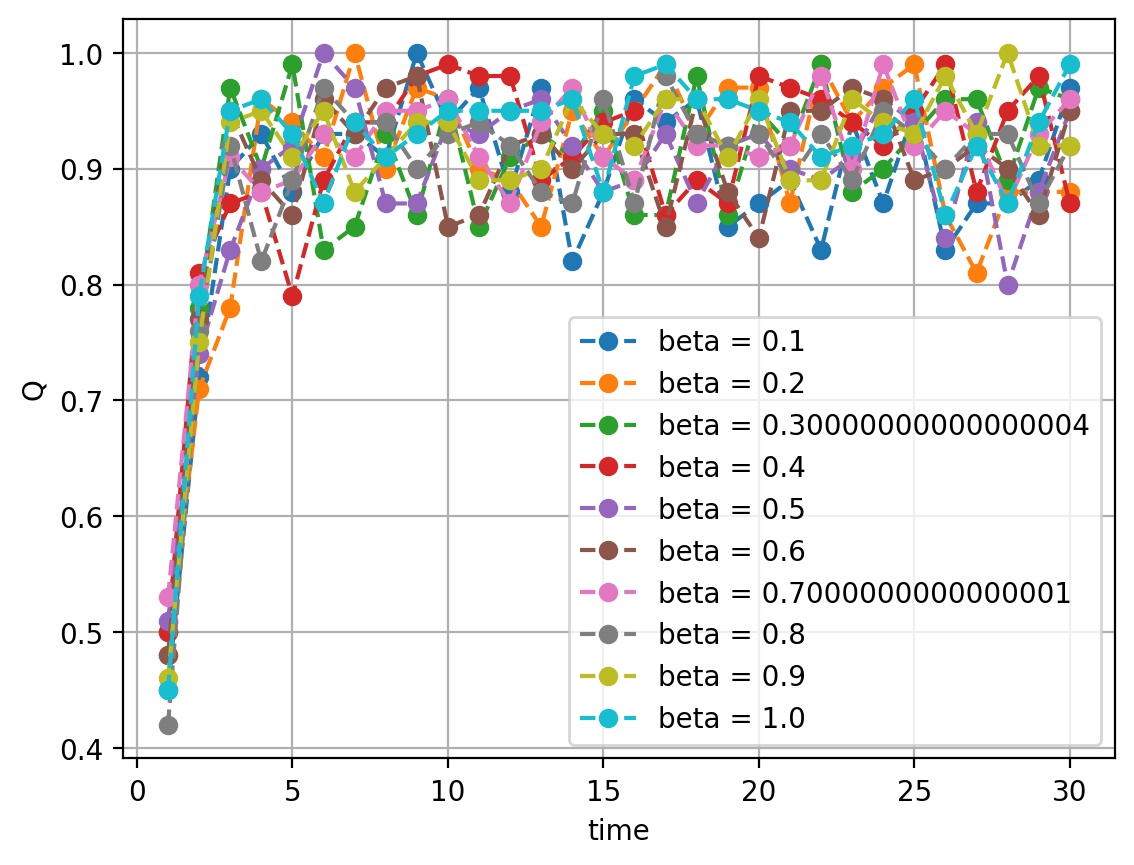 1.0
0.9
0.8
0.7
0.6
0.5
0.4
Q
0
5
10
15
20
25
30
time
beta = 0.1
beta = 0.2
beta = 0.30000000000000004
beta = 0.4
beta = 0.5
beta = 0.6
beta = 0.7000000000000001
beta = 0.8
beta = 0.9
beta = 1.0